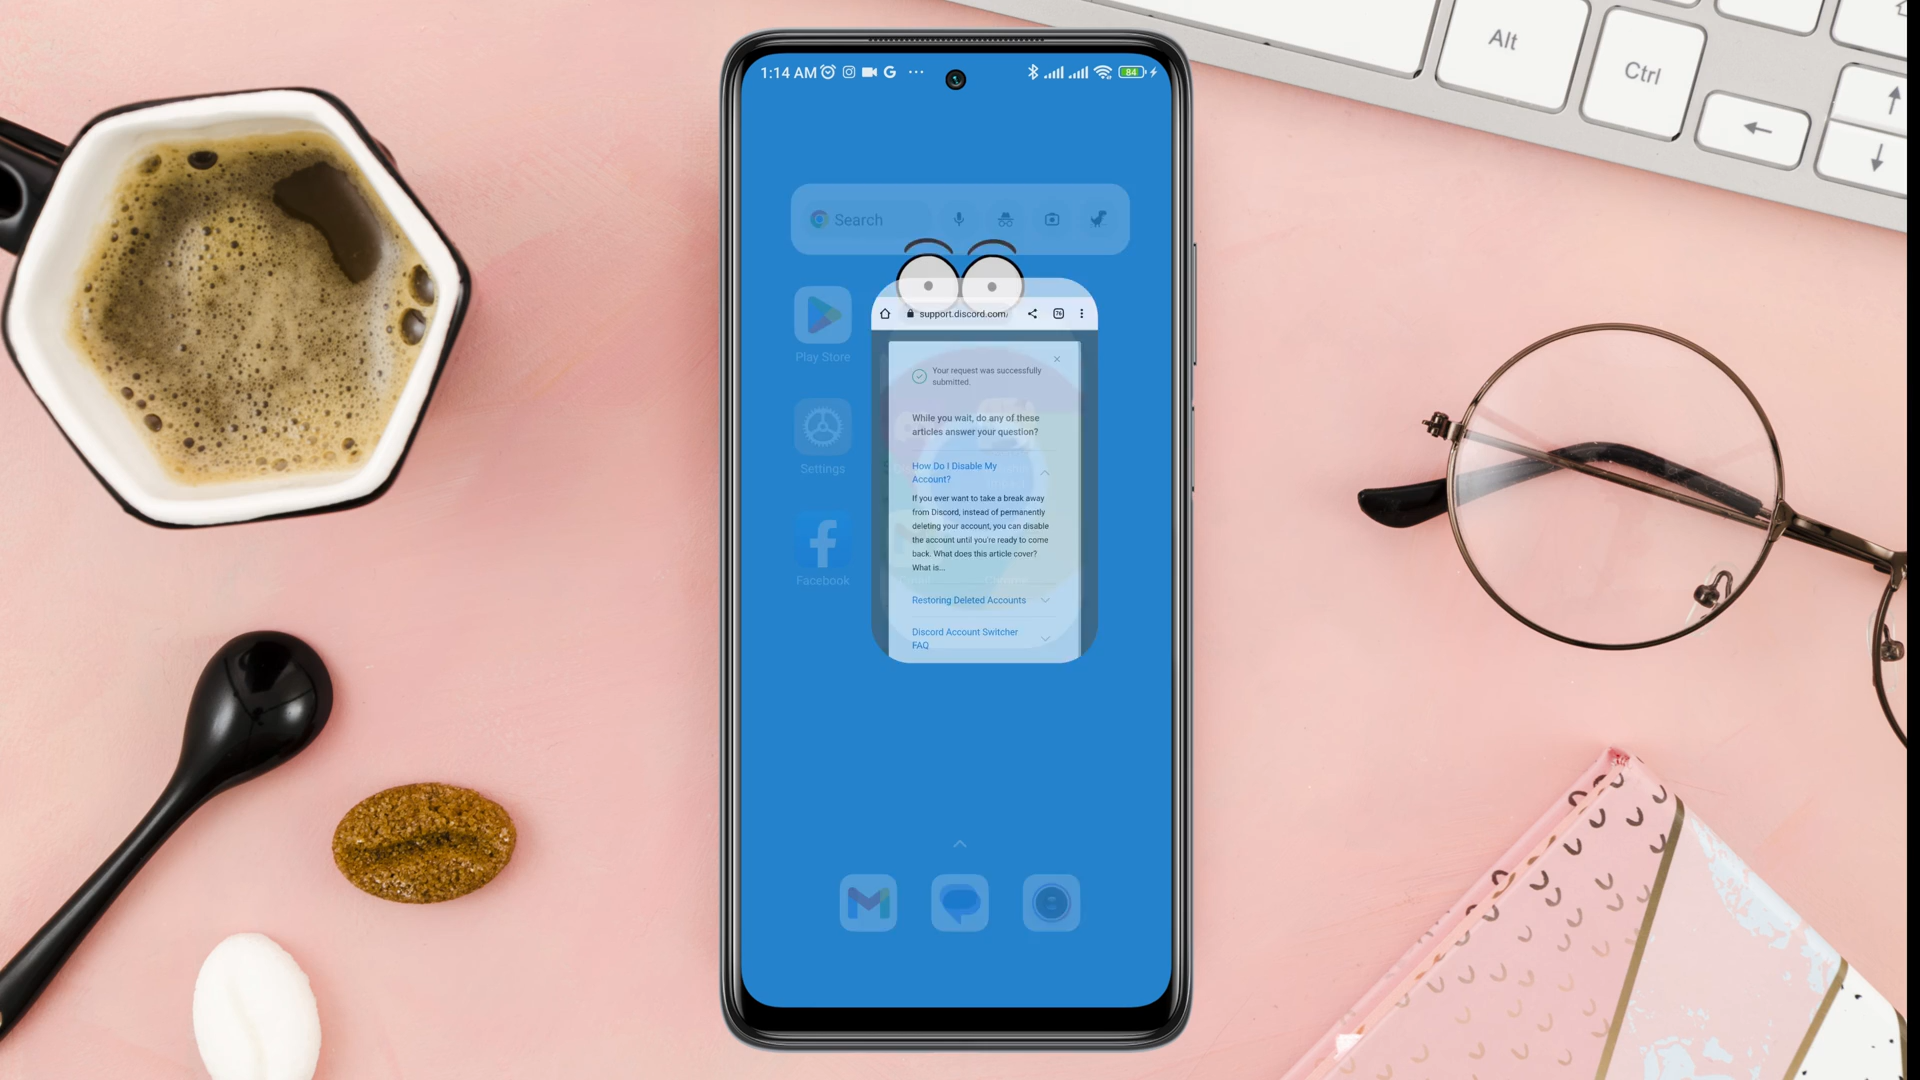 Alt
Ctrl
1:14 AM
84
Search
support.discord.com/
76
Play Store
Your request was successfully
submitted.
While you wait, do any of these
articles answer your question?
Settings
How Do I Disable My
Account?
If you ever want to take a break away
from Discord, instead of permanently
deleting your account, you can disable
the account until you're ready to come
back. What does this article cover?
What is...
Facebook
Restoring Deleted Accounts
Discord Account Switcher
FAQ